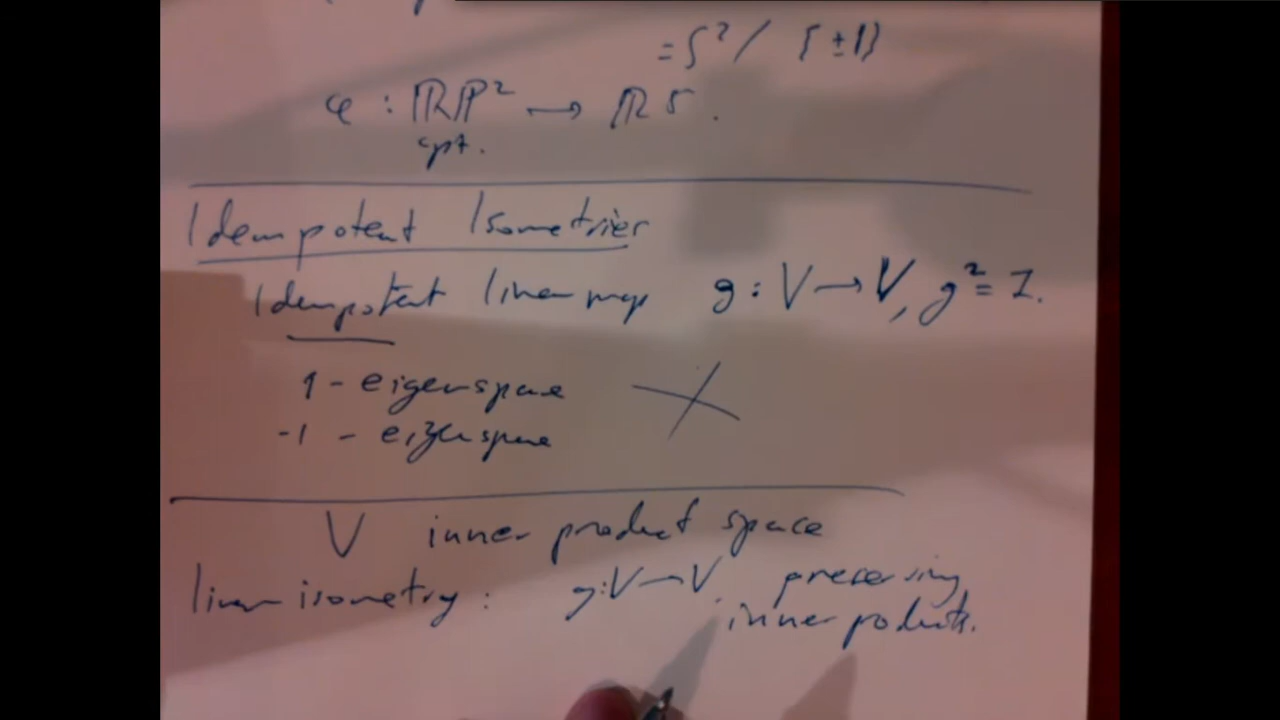 = S² / {±1}
φ : ℝℙ² → ℝ⁵.
cpt.
Idempotent Isometries
Idempotent linear maps g : V → V, g² = I.
1 - eigenspace
-1 - eigenspace
V inner product space
linear isometry : g : V → V preserving
inner products.